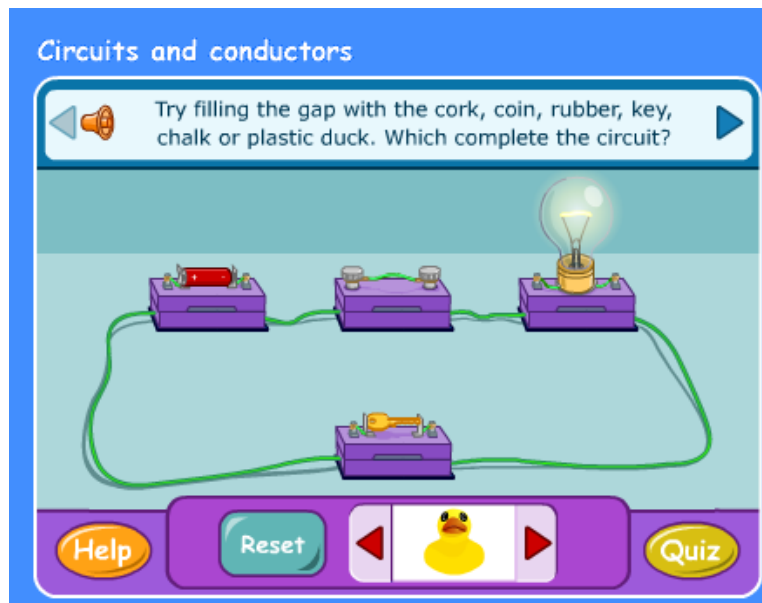 Circuits and conductors
Try filling the gap with the cork, coin, rubber, key,
chalk or plastic duck. Which complete the circuit?
Help
Reset
Quiz